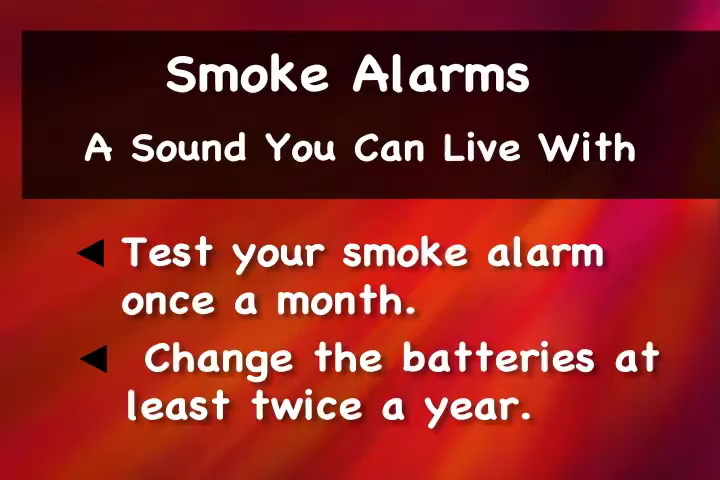 Smoke Alarms
A Sound You Can Live With
Test your smoke alarm
once a month.
Change the batteries at
least twice a year.